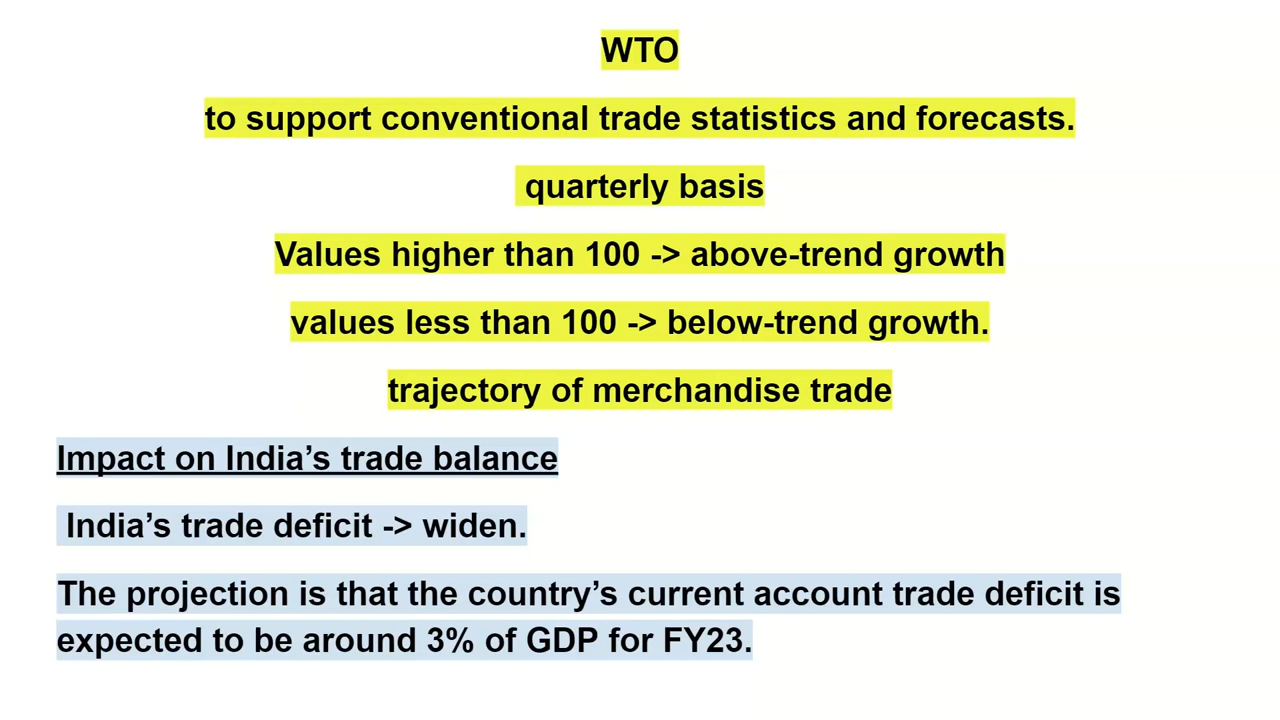 WTO
to support conventional trade statistics and forecasts.
quarterly basis
Values higher than 100 -> above-trend growth
values less than 100 -> below-trend growth.
trajectory of merchandise trade
Impact on India’s trade balance
India’s trade deficit -> widen.
The projection is that the country’s current account trade deficit is
expected to be around 3% of GDP for FY23.